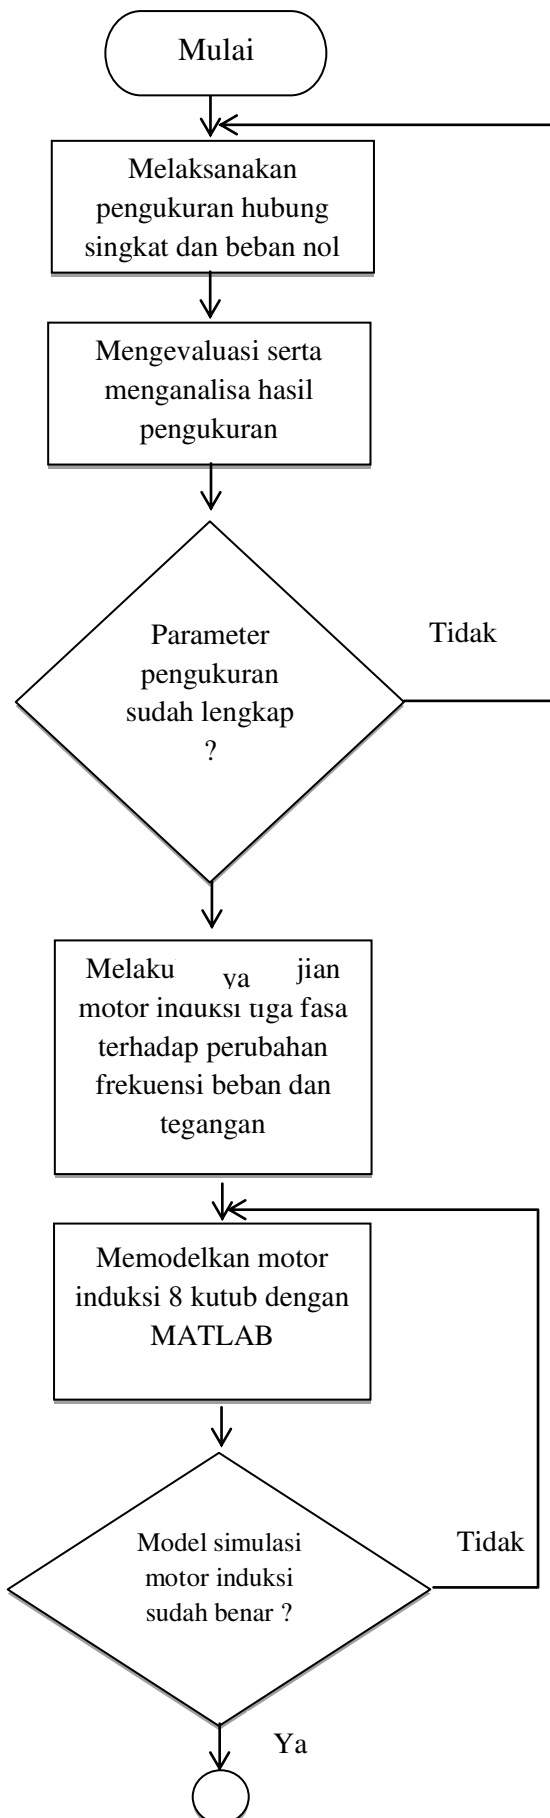 Mulai
Melaksanakan
pengukuran hubung
singkat dan beban nol
Mengevaluasi serta
menganalisa hasil
pengukuran
Parameter
pengukuran
sudah lengkap
?
Tidak
Melaku ya jian
motor induksi tiga fasa
terhadap perubahan
frekuensi beban dan
tegangan
Memodelkan motor
induksi 8 kutub dengan
MATLAB
Model simulasi
motor induksi
sudah benar ?
Tidak
Ya